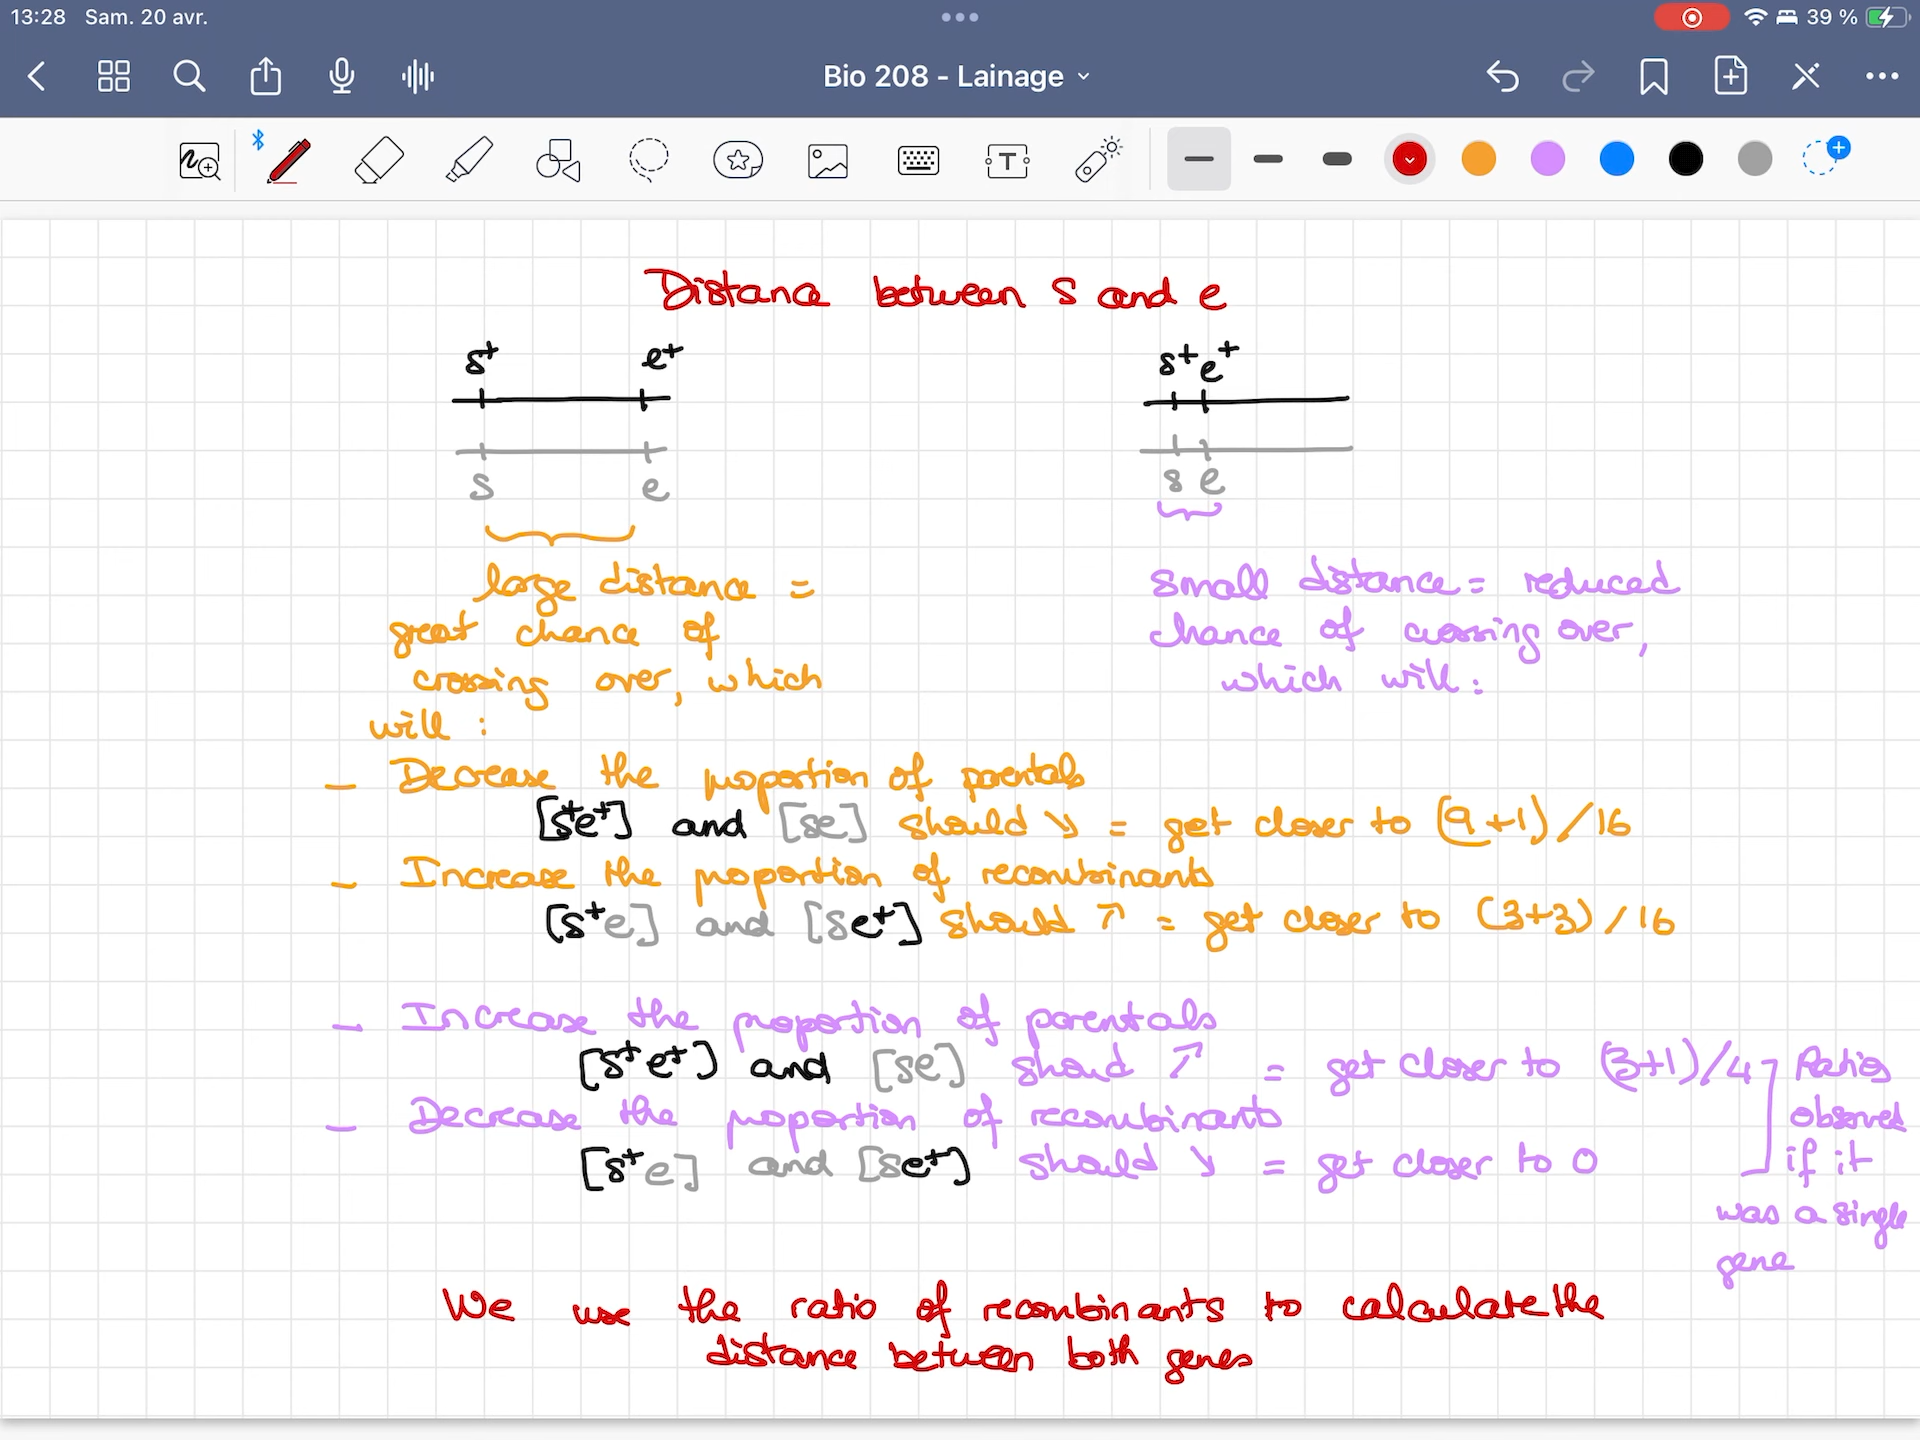 13:28 Sam. 20 avr.
39 %
Bio 208 - Lainage
T
Distance between s and e
s+ e+
s+ e+
s e
s e
large distance =
great chance of
crossing over, which
will :
small distance = reduced
chance of crossing over,
which will :
- Decrease the proportion of parentals
[s+e+] and [se] should ↘ = get closer to (9+1)/16
- Increase the proportion of recombinants
[s+e] and [se+] should ↗ = get closer to (3+3)/16
- Increase the proportion of parentals
[s+e+] and [se] should ↗ = get closer to (3+1)/4
- Decrease the proportion of recombinants
[s+e] and [se+] should ↘ = get closer to 0
Ratios
observed
if it
was a single
gene
We use the ratio of recombinants to calculate the
distance between both genes